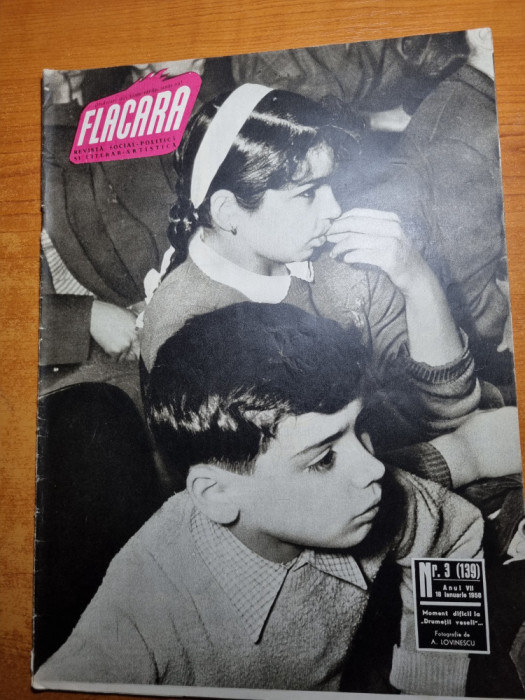 FLACĂRA
REVISTĂ SOCIAL-POLITICĂ
ȘI LITERAR-ARTISTICĂ
Nr. 3 (139)
Anul VII
18 Ianuarie 1958
Moment dificil la
„Drumeții veseli”...
Fotografie de
A. LOVINESCU